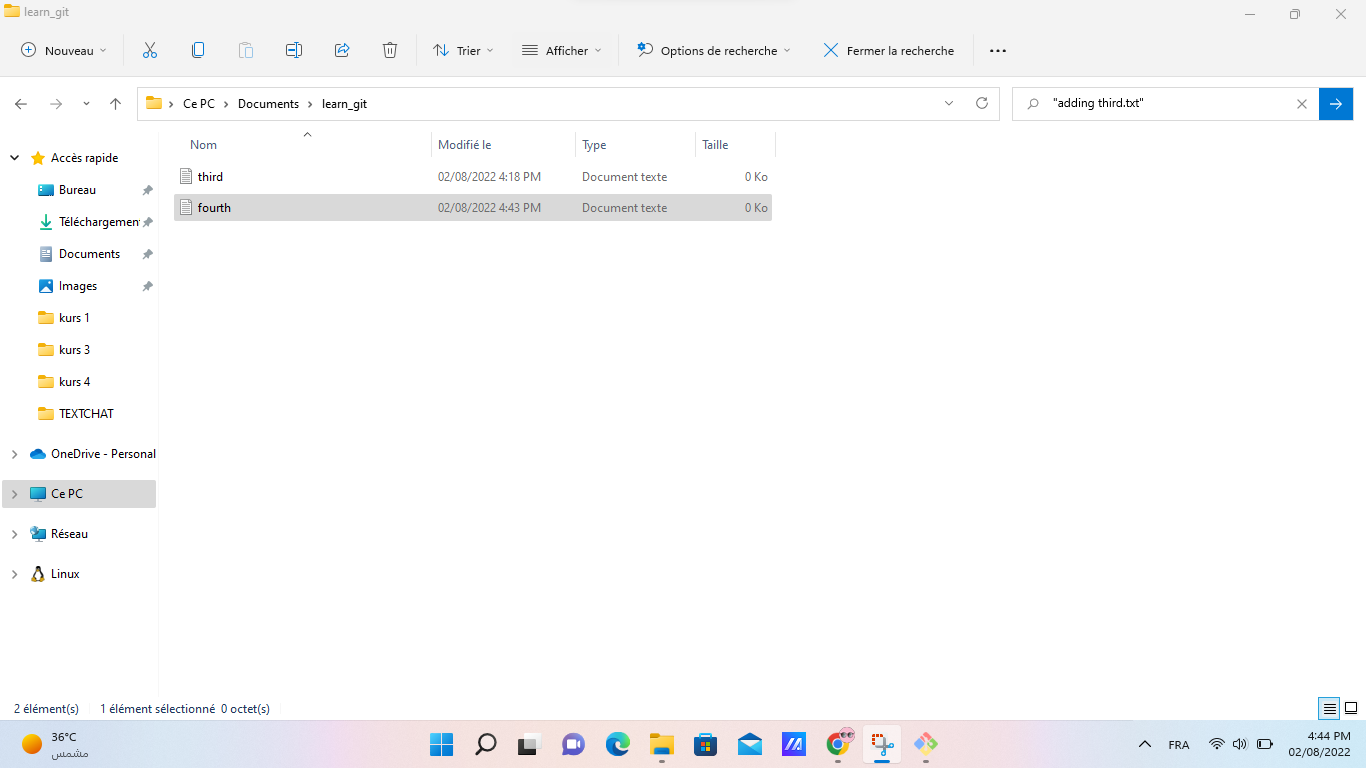 learn_git
Nouveau
Trier
Afficher
Options de recherche
Fermer la recherche
Ce PC
Documents
learn_git
"adding third.txt"
Nom
Modifié le
Type
Taille
third
02/08/2022 4:18 PM
Document texte
0 Ko
fourth
02/08/2022 4:43 PM
Document texte
0 Ko
Accès rapide
Bureau
Téléchargemen
Documents
Images
kurs 1
kurs 3
kurs 4
TEXTCHAT
OneDrive - Personal
Ce PC
Réseau
Linux
2 élément(s)
1 élément sélectionné 0 octet(s)
36°C
مشمس
FRA
4:44 PM
02/08/2022